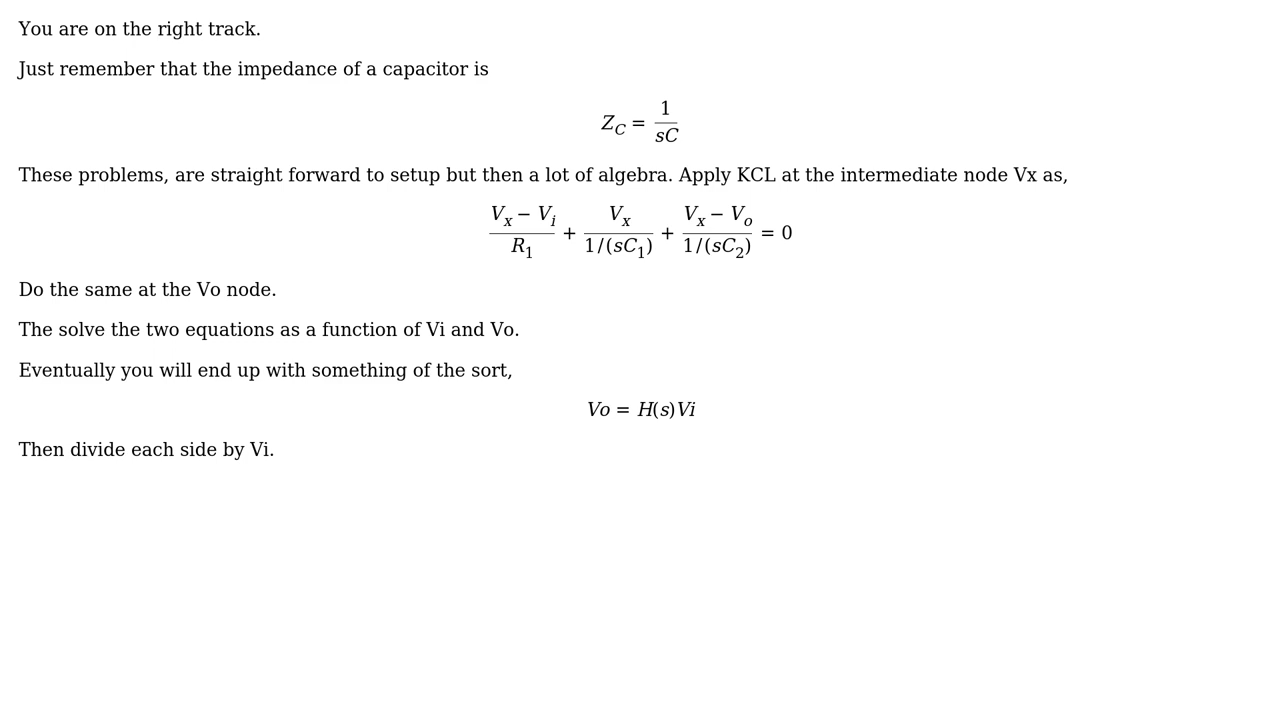 You are on the right track.
Just remember that the impedance of a capacitor is
Z_C = \frac{1}{sC}
These problems, are straight forward to setup but then a lot of algebra. Apply KCL at the intermediate node Vx as,
\frac{V_x - V_i}{R_1} + \frac{V_x}{1/(sC_1)} + \frac{V_x - V_o}{1/(sC_2)} = 0
Do the same at the Vo node.
The solve the two equations as a function of Vi and Vo.
Eventually you will end up with something of the sort,
Vo = H(s)Vi
Then divide each side by Vi.